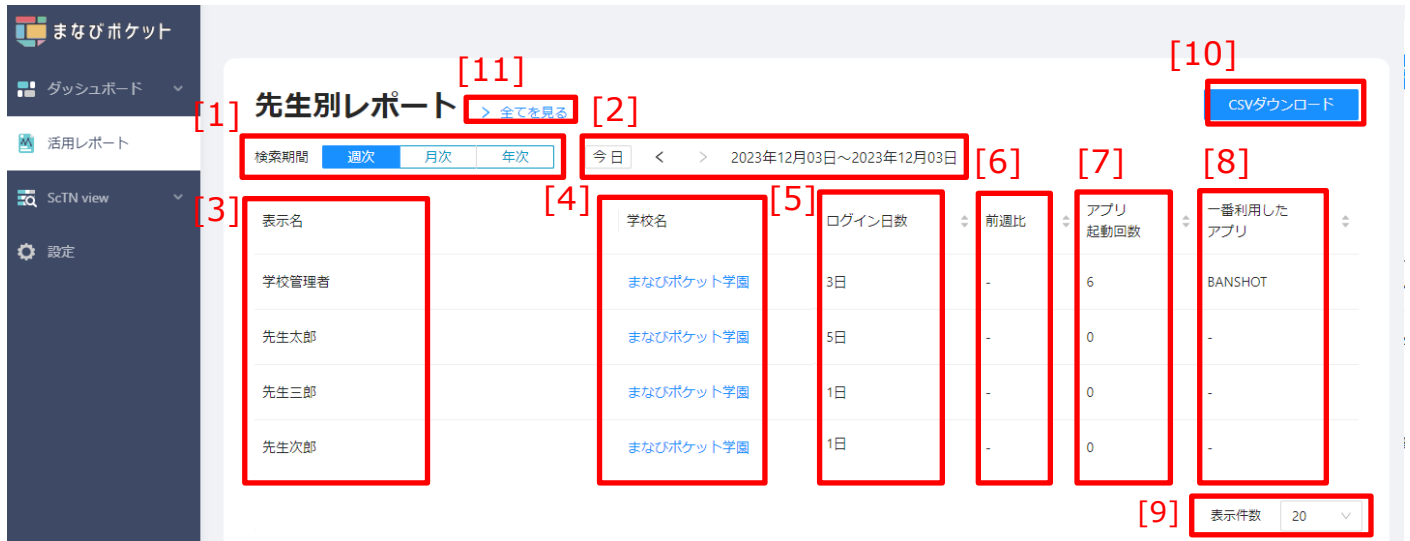 まなびポケット
ダッシュボード
活用レポート
ScTN view
設定
[11]
[10]
先生別レポート > 全てを見る
CSVダウンロード
[1]
[2]
検索期間 週次 月次 年次
今日 < > 2023年12月03日～2023年12月03日
[3] [4] [5] [6] [7] [8]
表示名 学校名 ログイン日数 前週比 アプリ起動回数 一番利用したアプリ
学校管理者 まなびポケット学園 3日 - 6 BANSHOT
先生太郎 まなびポケット学園 5日 - 0 -
先生三郎 まなびポケット学園 1日 - 0 -
先生次郎 まなびポケット学園 1日 - 0 -
[9] 表示件数 20